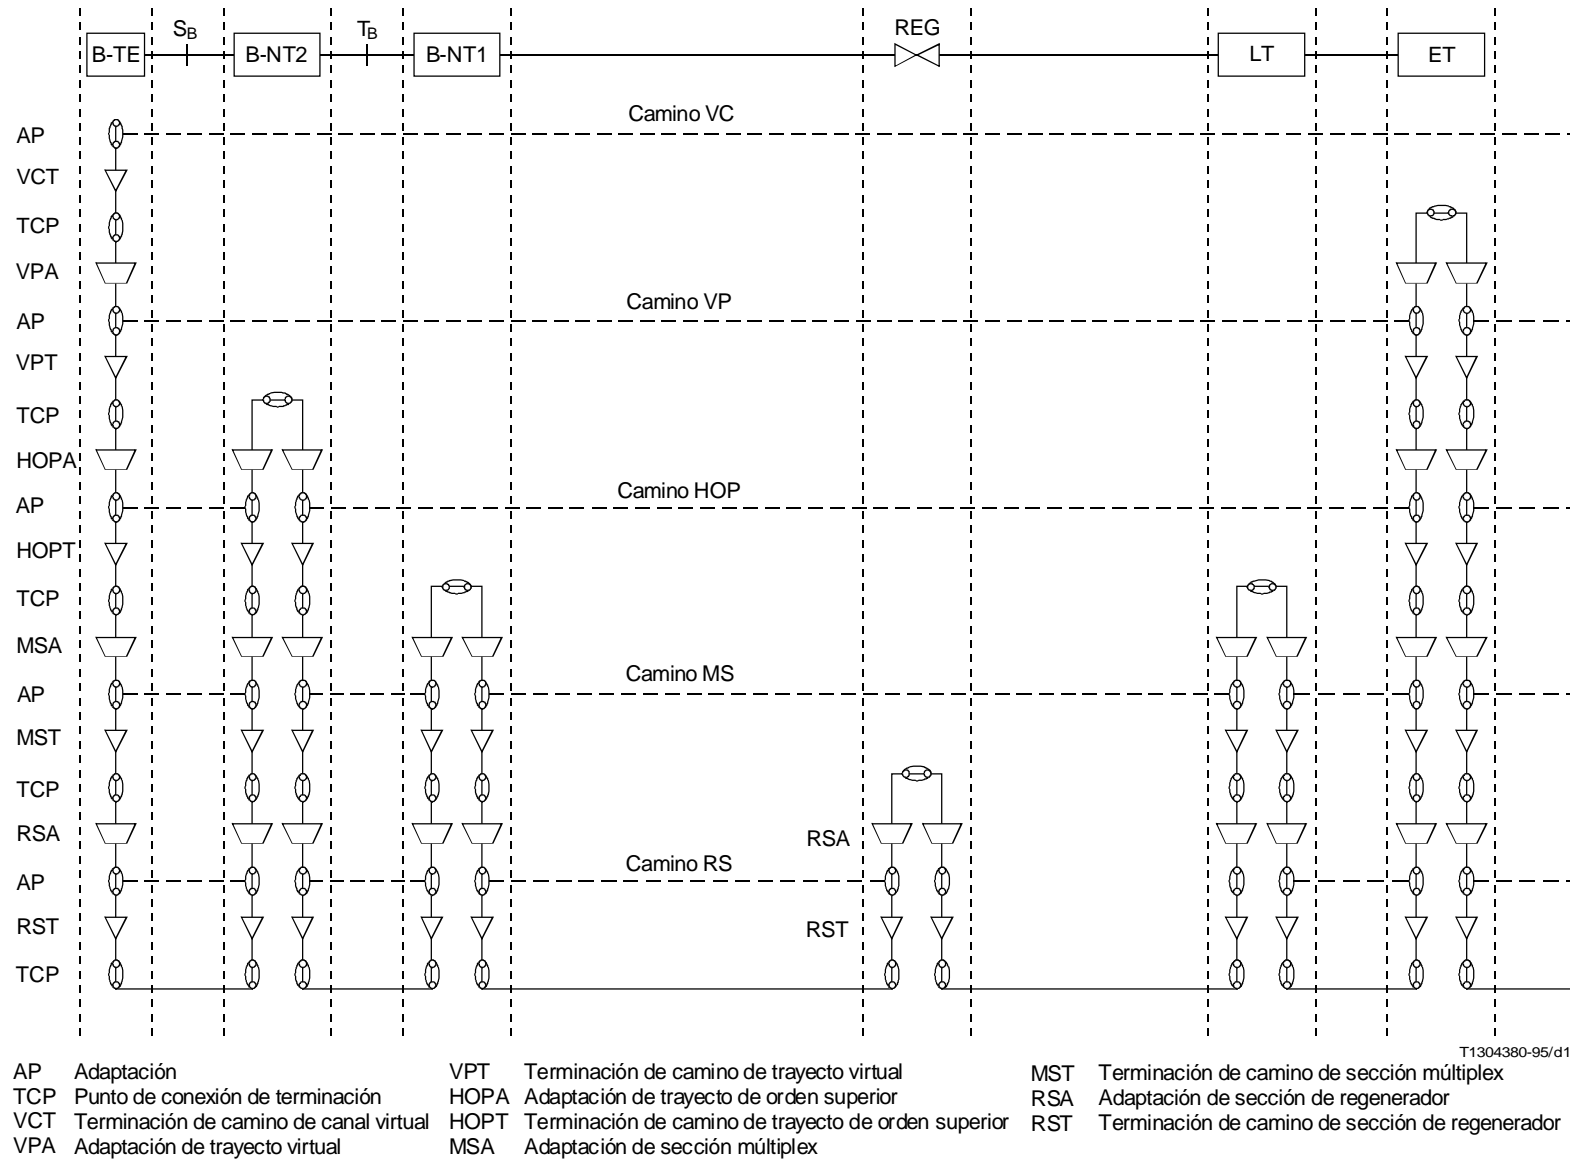 B-TE SB B-NT2 TB B-NT1 REG LT ET
Camino VC
AP
VCT
TCP
VPA
Camino VP
AP
VPT
TCP
HOPA
Camino HOP
AP
HOPT
TCP
MSA
Camino MS
AP
MST
TCP
RSA RSA
Camino RS
AP
RST RST
TCP
T1304380-95/d1
AP Adaptación
TCP Punto de conexión de terminación
VCT Terminación de camino de canal virtual
VPA Adaptación de trayecto virtual
VPT Terminación de camino de trayecto virtual
HOPA Adaptación de trayecto de orden superior
HOPT Terminación de camino de trayecto de orden superior
MSA Adaptación de sección múltiplex
MST Terminación de camino de sección múltiplex
RSA Adaptación de sección de regenerador
RST Terminación de camino de sección de regenerador